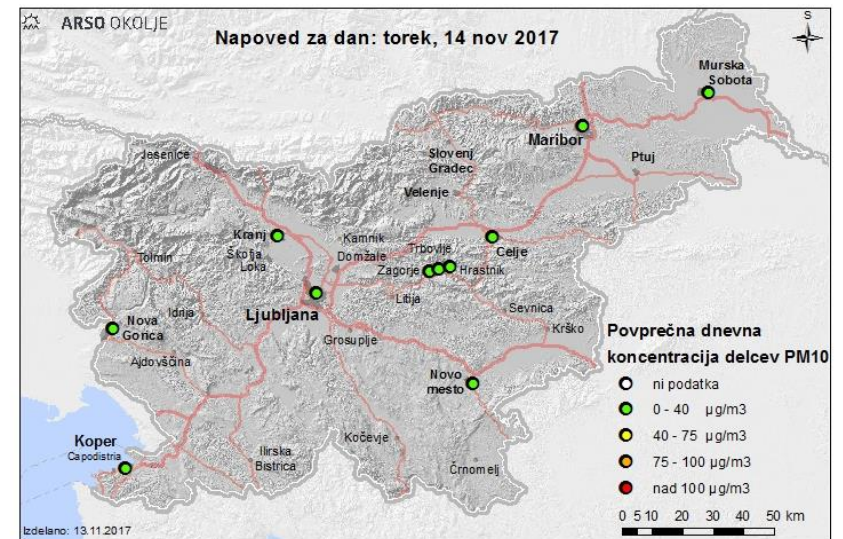 ARSO OKOLJE
Napoved za dan: torek, 14 nov 2017
S
Murska
Sobota
Maribor
Jesenice
Slovenj
Gradec
Ptuj
Velenje
Kranj
Kamnik
Celje
Tolmin
Škofja
Loka
Domžale
Trbovlje
Zagorje
Hrastnik
Litija
Idrija
Ljubljana
Sevnica
Nova
Gorica
Krško
Grosuplje
Ajdovščina
Novo
mesto
Koper
Capodistria
Ilirska
Bistrica
Kočevje
Črnomelj
Povprečna dnevna
koncentracija delcev PM10
ni podatka
0 - 40 µg/m3
40 - 75 µg/m3
75 - 100 µg/m3
nad 100 µg/m3
0 5 10 20 30 40 50 km
Izdelano: 13.11.2017